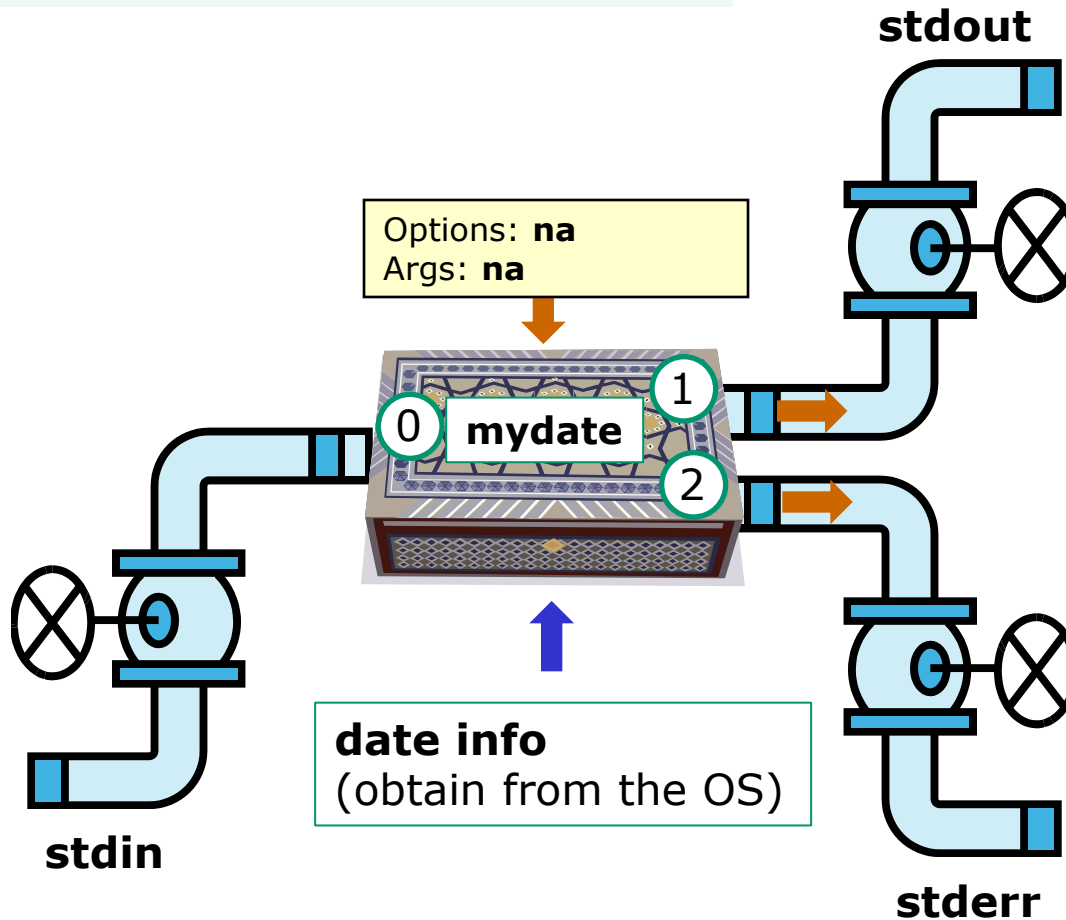 stdout
Options: na
Args: na
1
0
mydate
2
date info
(obtain from the OS)
stdin
stderr